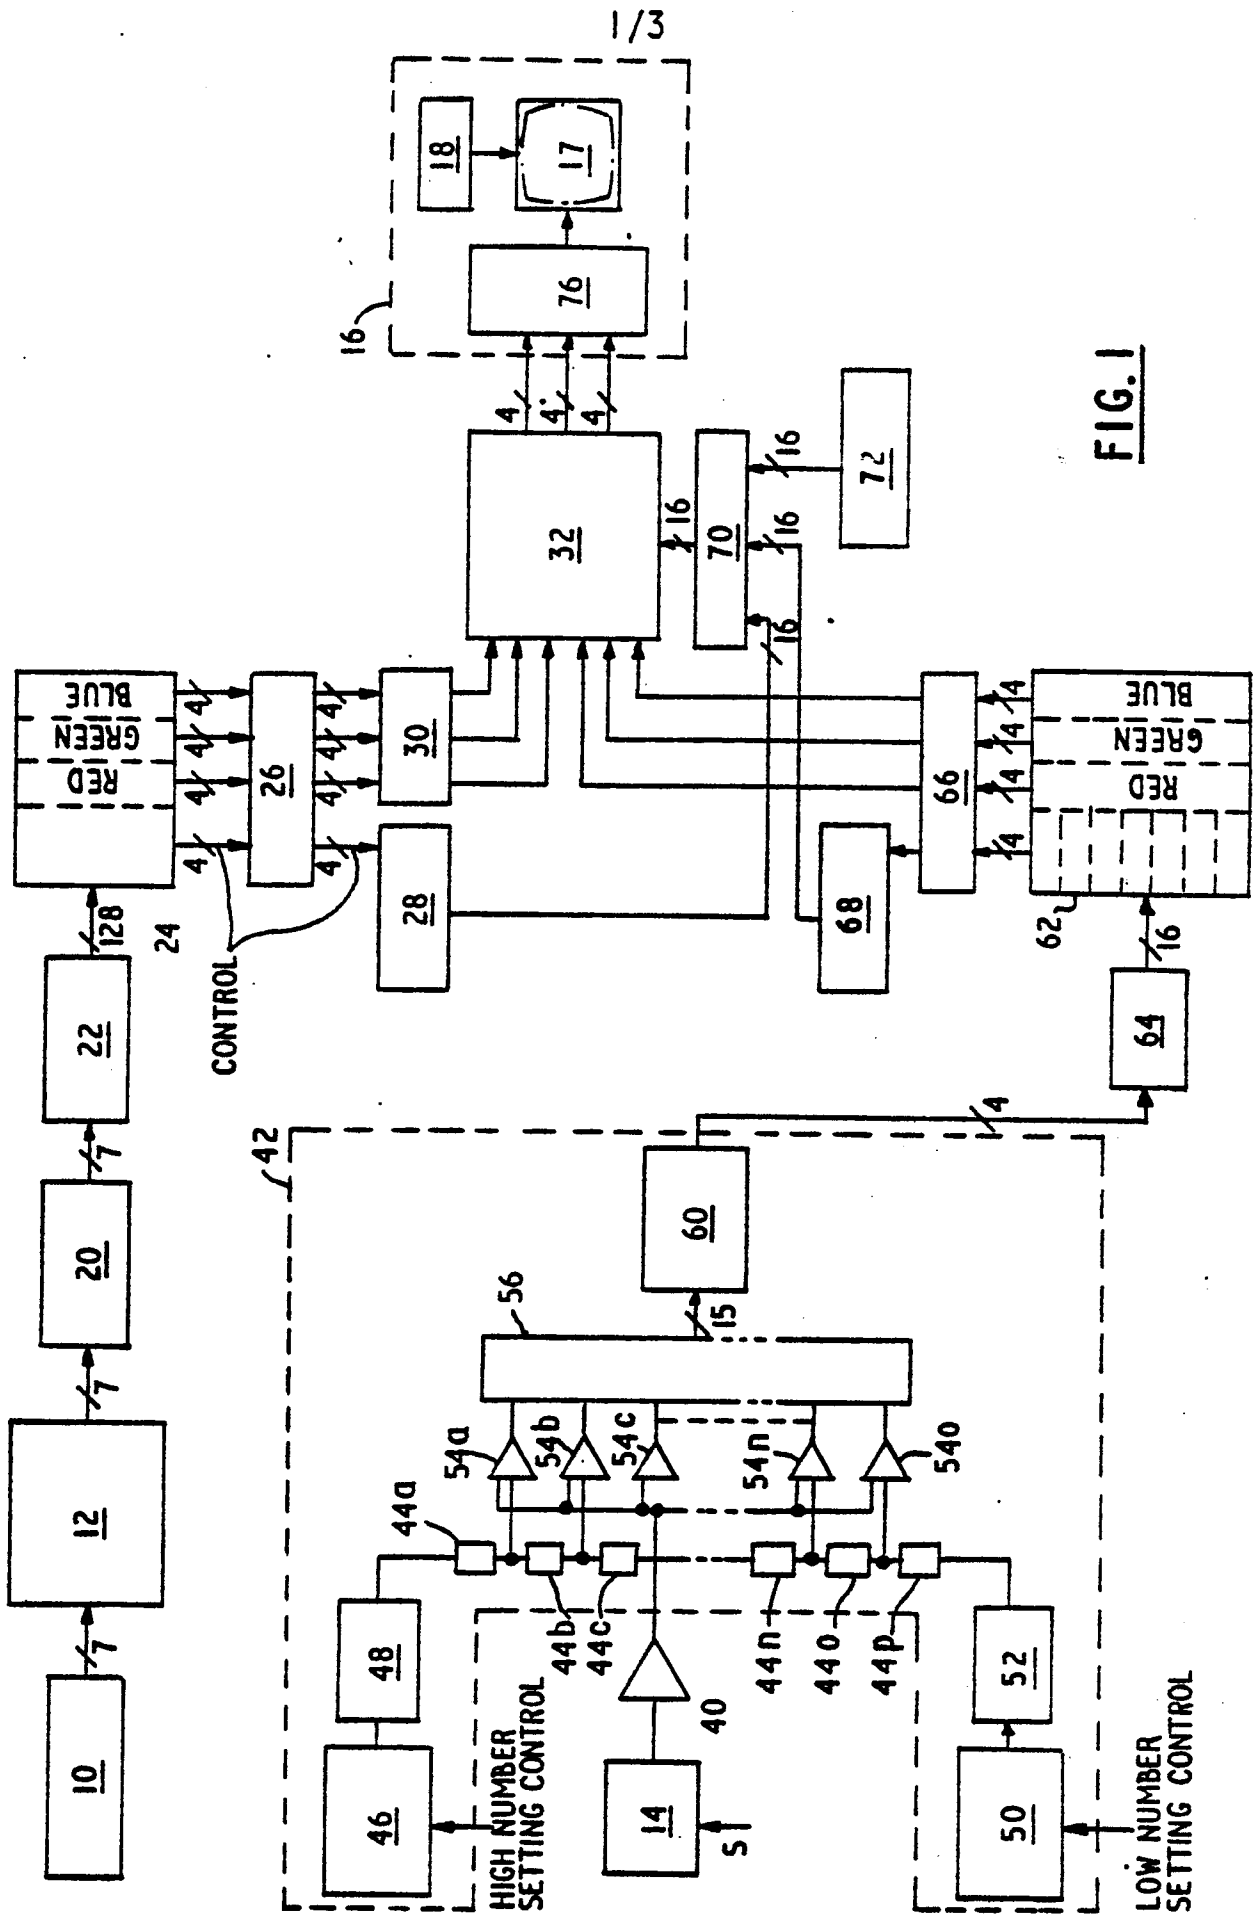 1/3
10
7
12
7
20
7
22
128
24
RED
GREEN
BLUE
CONTROL
4
4
4
4
26
4
4
4
4
28
30
32
4
4
4
16
76
18
17
16
70
16
16
16
72
42
46
48
HIGH NUMBER
SETTING CONTROL
14
S
40
44a
44b
44c
44n
44o
44p
54a
54b
54c
54n
54o
56
15
60
4
50
52
LOW NUMBER
SETTING CONTROL
64
16
62
RED
GREEN
BLUE
4
4
4
4
66
68
FIG.1